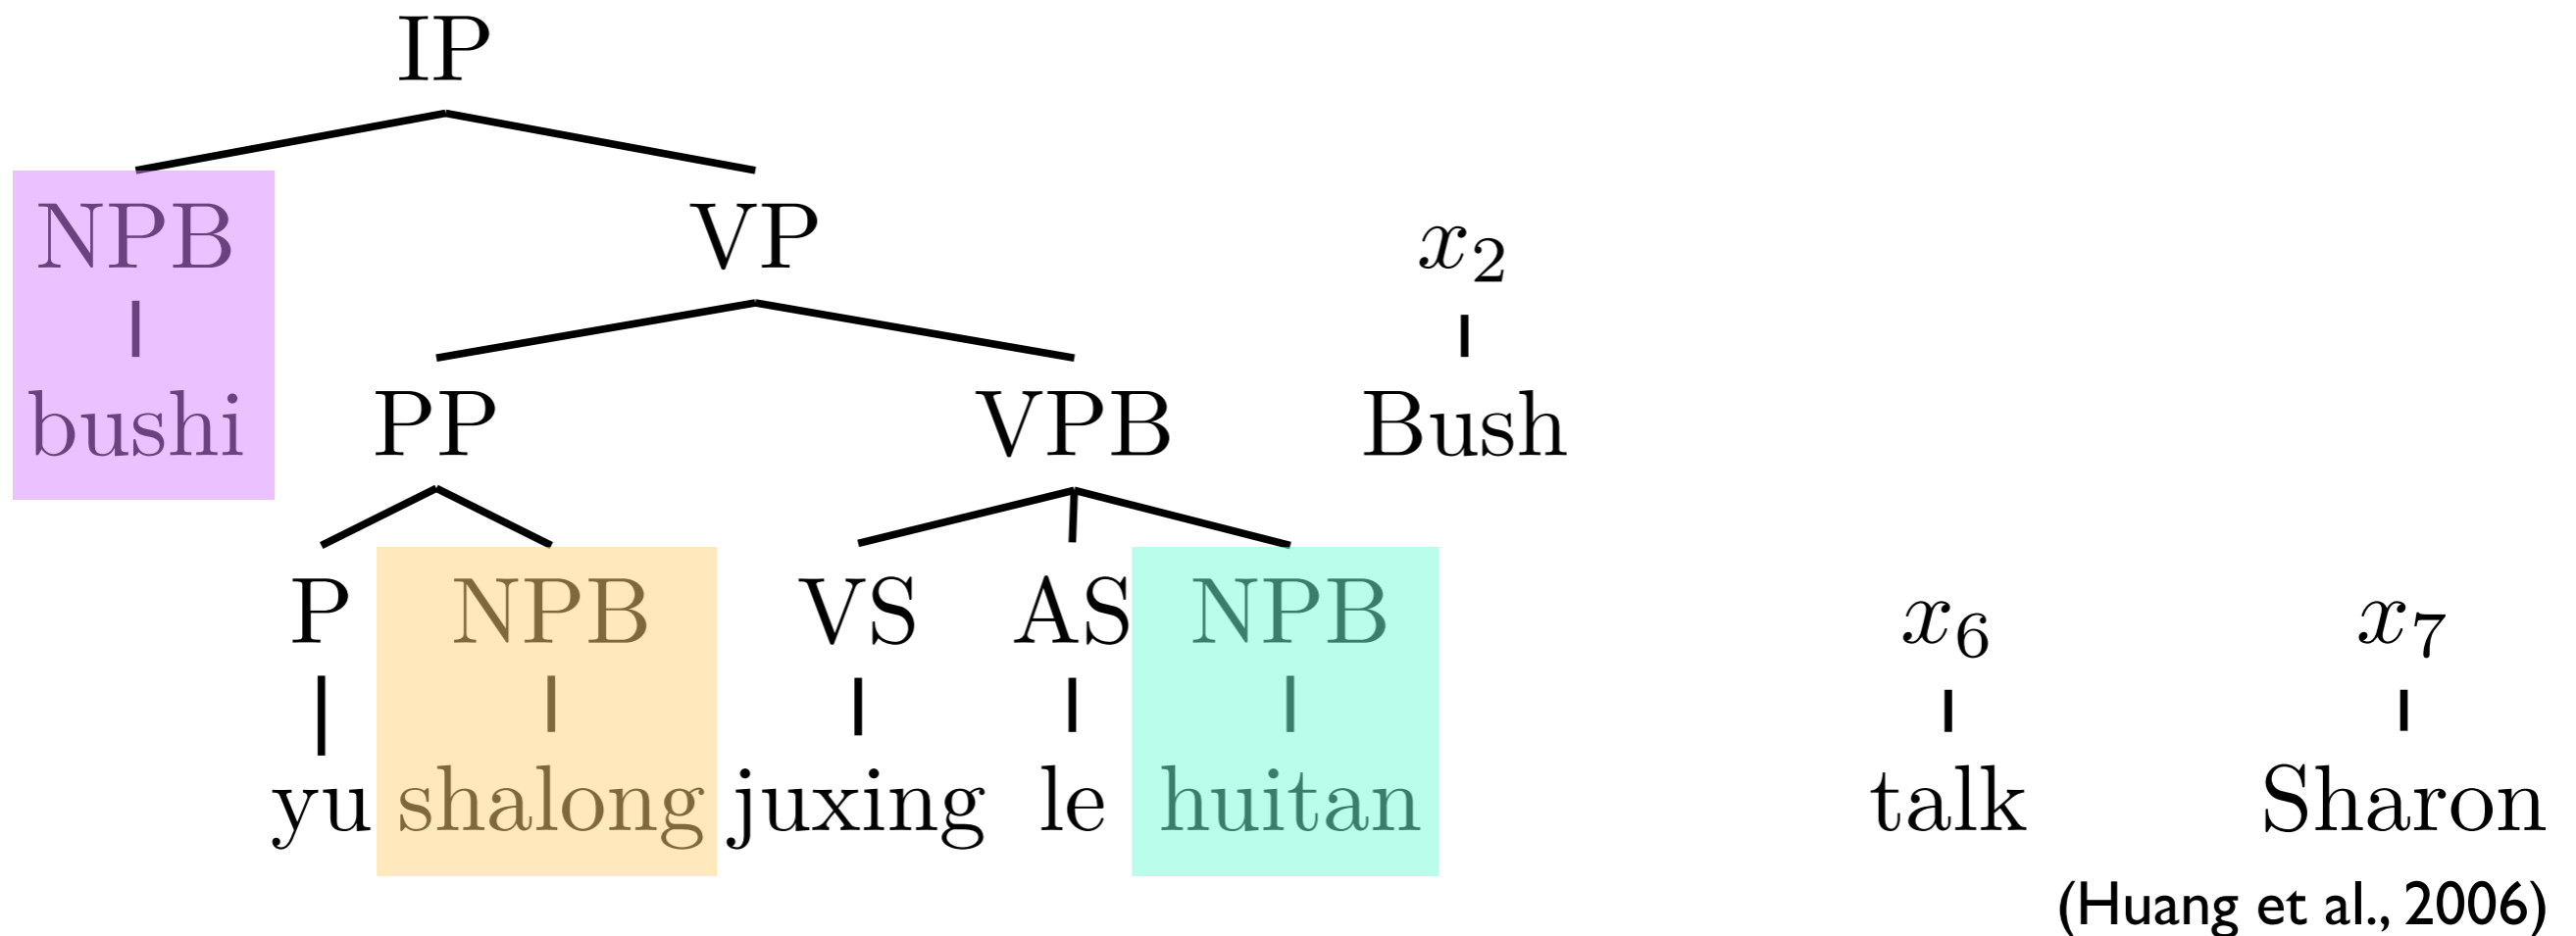 IP
NPB VP x₂
bushi PP VPB Bush
P NPB VS AS NPB x₆ x₇
yu shalong juxing le huitan talk Sharon
(Huang et al., 2006)